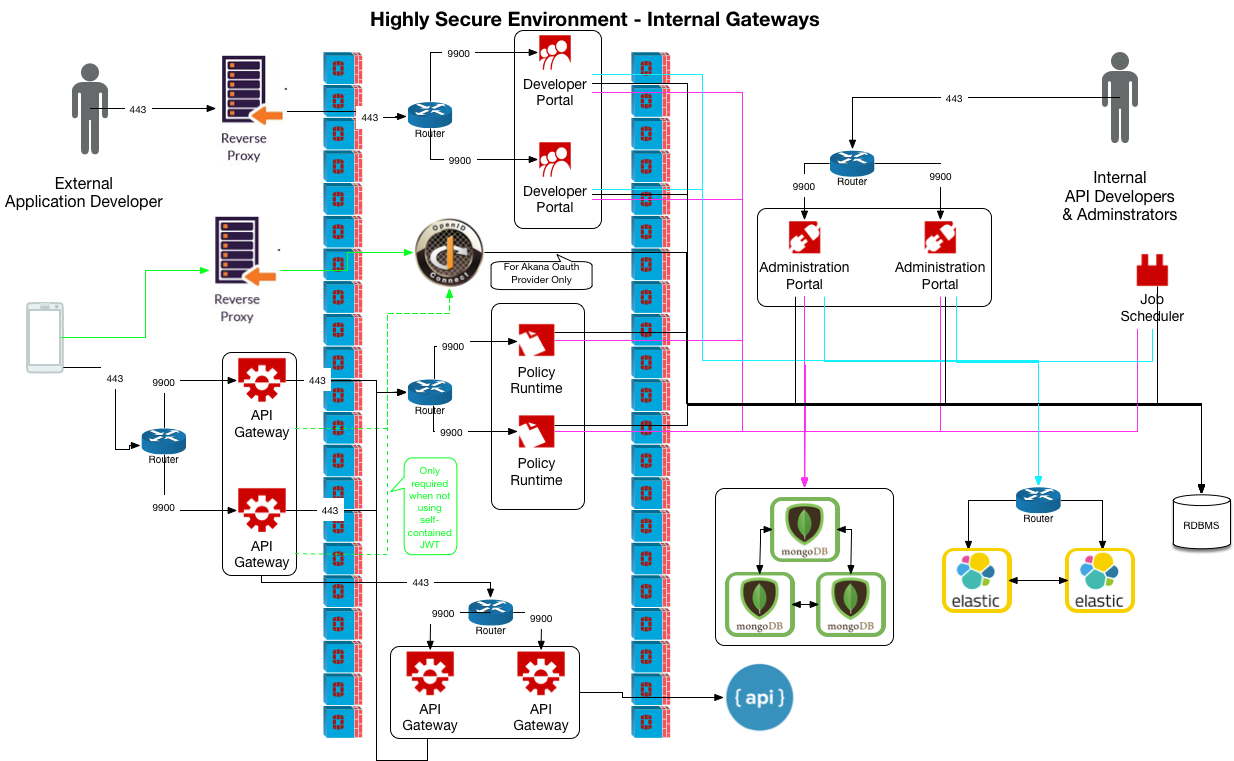 Highly Secure Environment - Internal Gateways
443
Reverse
Proxy
External
Application Developer
443
Router
9900
9900
Developer
Portal
Developer
Portal
443
Router
9900
9900
Internal
API Developers
& Adminstrators
Administration
Portal
Administration
Portal
Job
Scheduler
Reverse
Proxy
OpenID
Connect
For Akana Oauth
Provider Only
443
9900
9900
Router
API
Gateway
API
Gateway
443
443
Router
9900
9900
Policy
Runtime
Policy
Runtime
Only
required
when not
using
self-
contained
JWT
443
Router
9900
9900
API
Gateway
API
Gateway
{ api }
mongoDB
mongoDB
mongoDB
Router
elastic
elastic
RDBMS